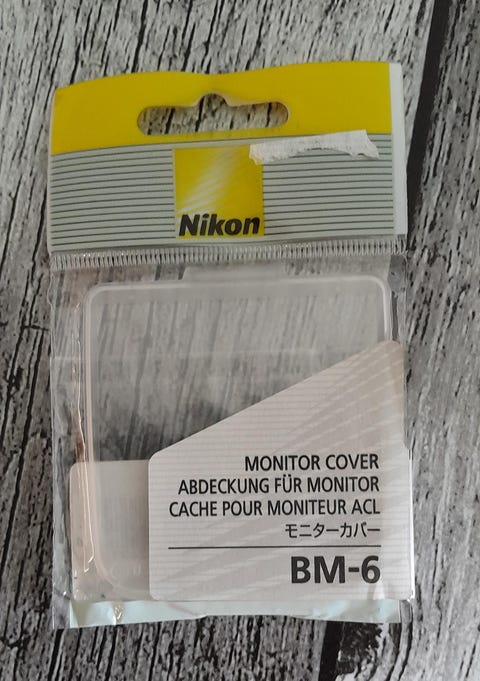 Nikon
MONITOR COVER
ABDECKUNG FÜR MONITOR
CACHE POUR MONITEUR ACL
モニターカバー
BM-6